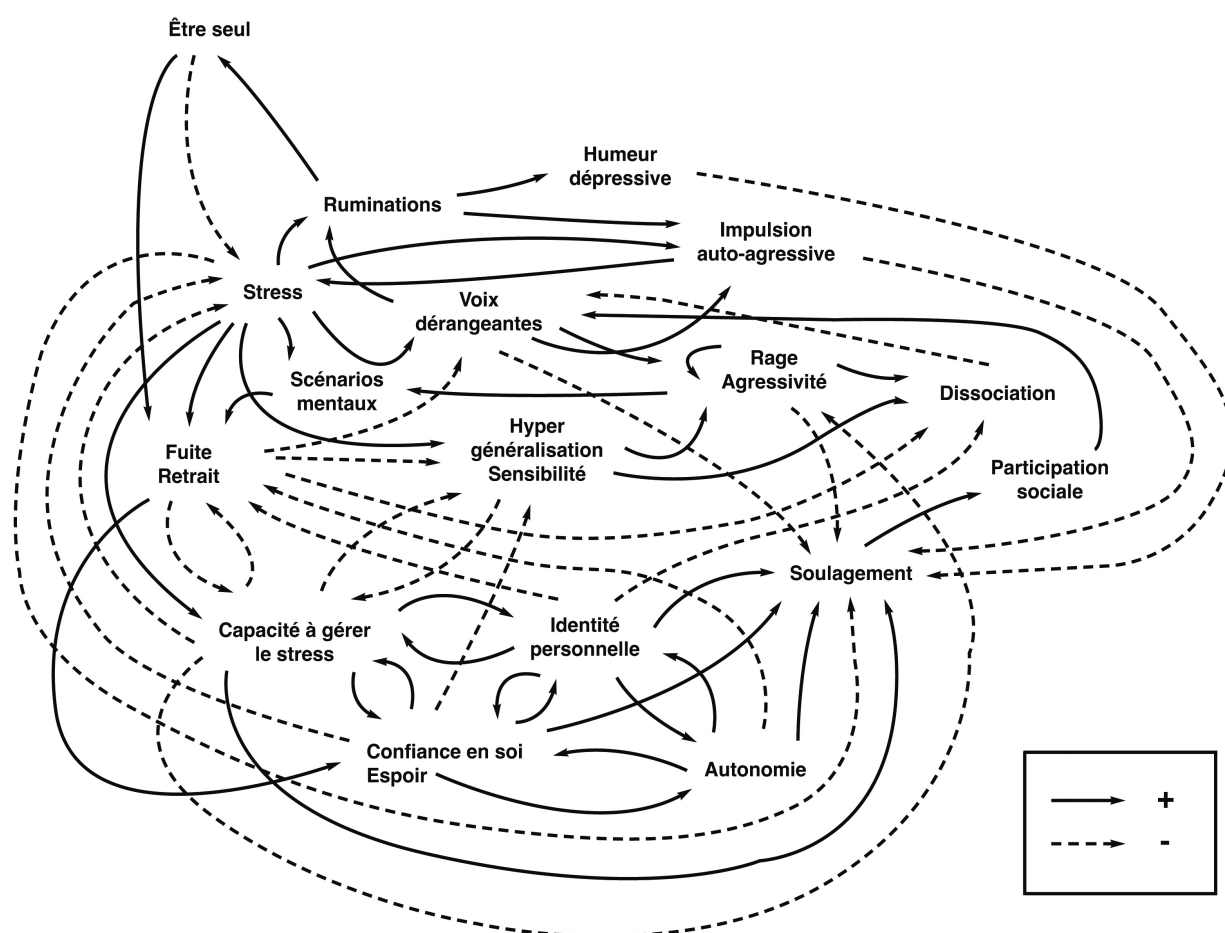 Être seul
Humeur
dépressive
Ruminations
Impulsion
auto-agressive
Stress
Voix
dérangeantes
Rage
Agressivité
Scénarios
mentaux
Dissociation
Hyper
généralisation
Sensibilité
Fuite
Retrait
Participation
sociale
Soulagement
Capacité à gérer
le stress
Identité
personnelle
Confiance en soi
Espoir
Autonomie
+
-